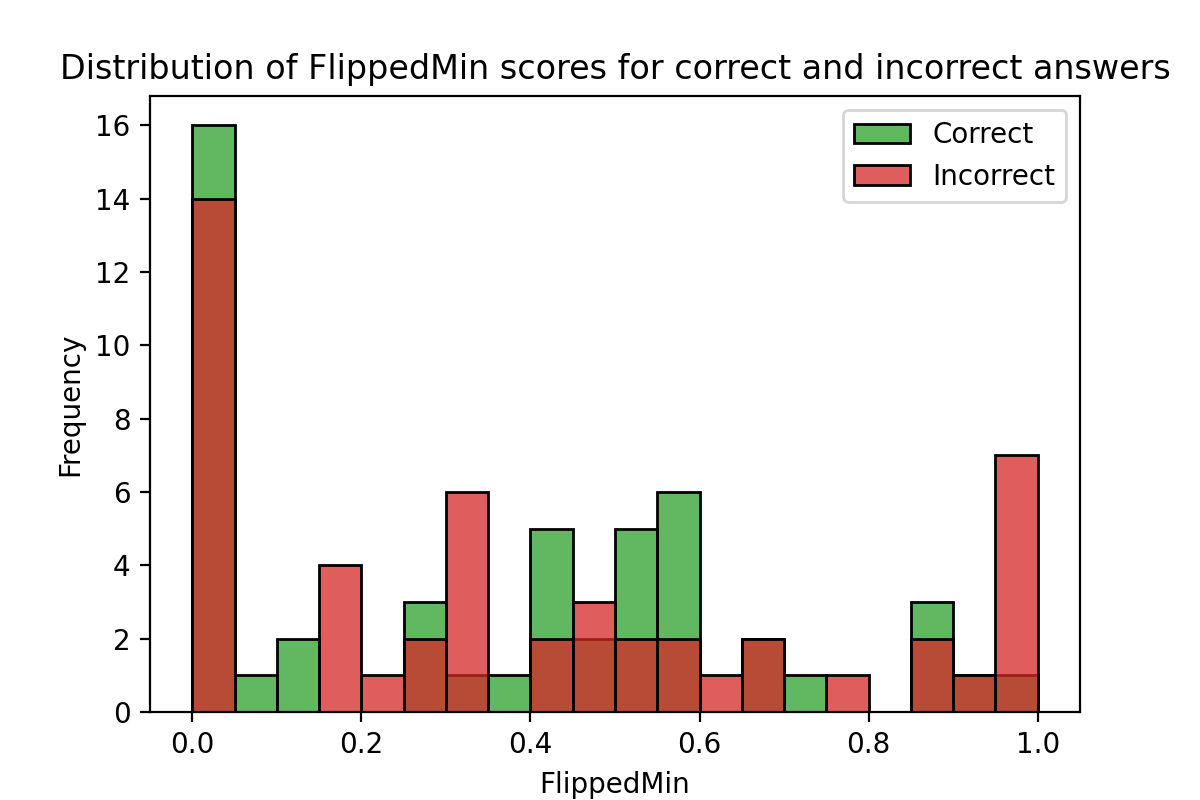 Distribution of FlippedMin scores for correct and incorrect answers
Correct
Incorrect
16
14
12
10
8
6
4
2
0
Frequency
0.0 0.2 0.4 0.6 0.8 1.0
FlippedMin